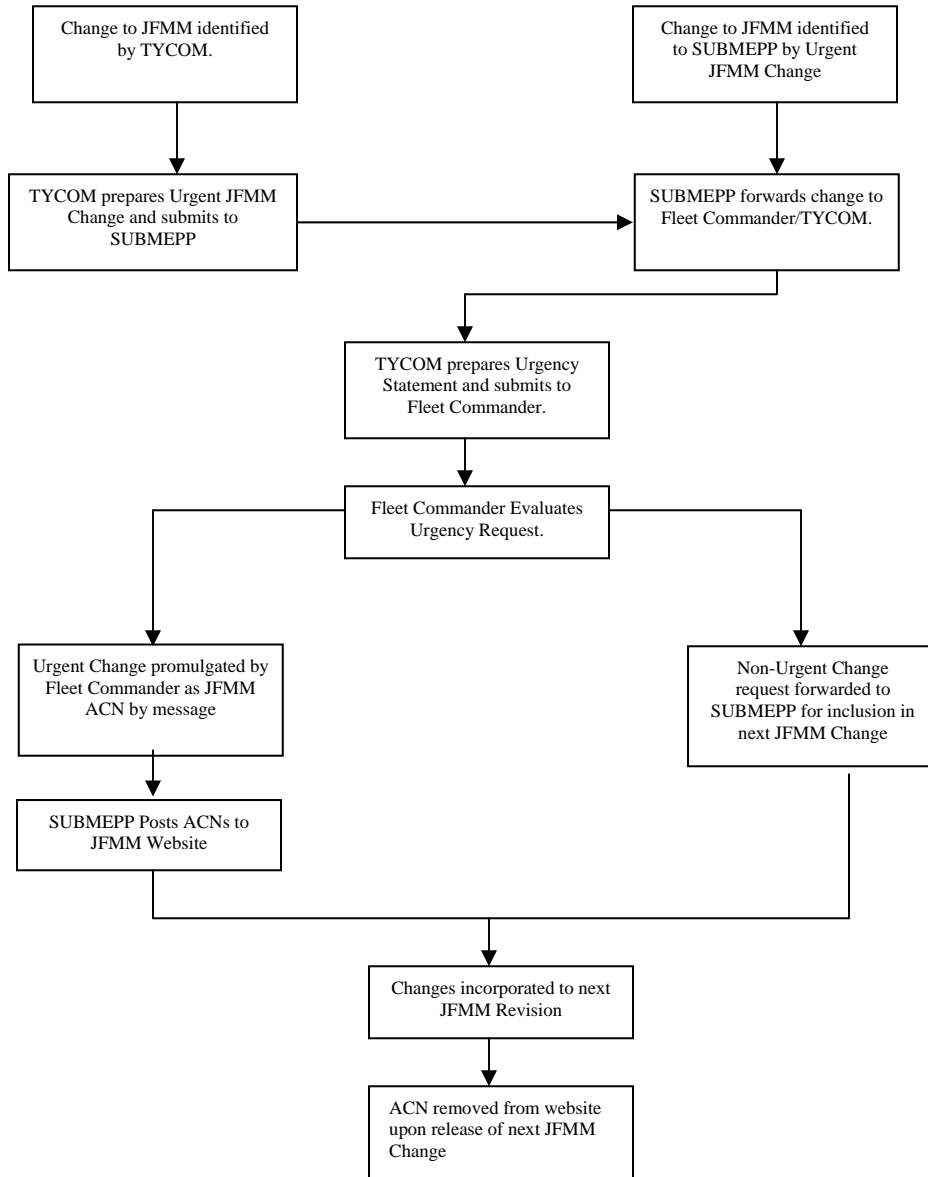 Change to JFMM identified
by TYCOM.
Change to JFMM identified
to SUBMEPP by Urgent
JFMM Change
TYCOM prepares Urgent JFMM
Change and submits to
SUBMEPP
SUBMEPP forwards change to
Fleet Commander/TYCOM.
TYCOM prepares Urgency
Statement and submits to
Fleet Commander.
Fleet Commander Evaluates
Urgency Request.
Urgent Change promulgated by
Fleet Commander as JFMM
ACN by message
Non-Urgent Change
request forwarded to
SUBMEPP for inclusion in
next JFMM Change
SUBMEPP Posts ACNs to
JFMM Website
Changes incorporated to next
JFMM Revision
ACN removed from website
upon release of next JFMM
Change